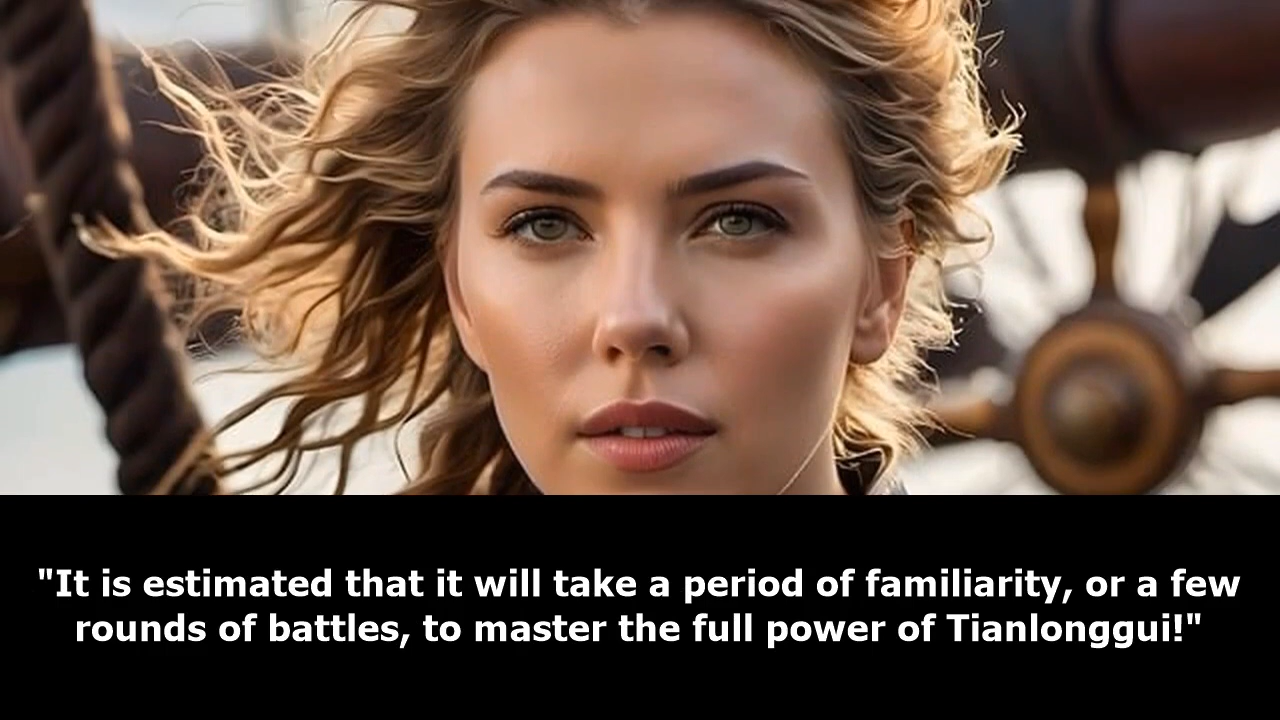 "It is estimated that it will take a period of familiarity, or a few
rounds of battles, to master the full power of Tianlonggui!"